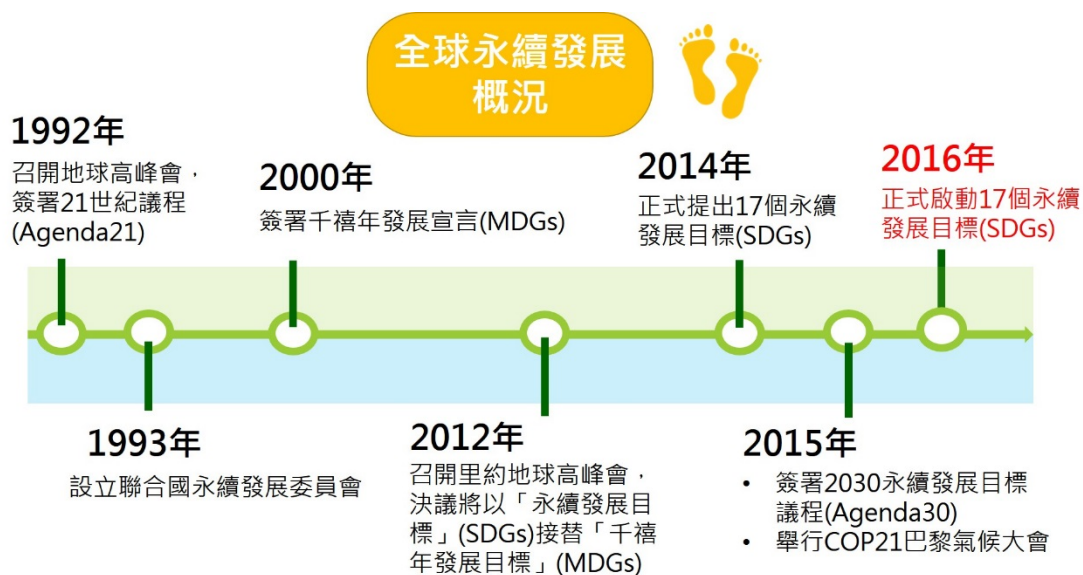 全球永續發展
概況
1992年
召開地球高峰會，
簽署21世紀議程
(Agenda21)
2000年
簽署千禧年發展宣言(MDGs)
2014年
正式提出17個永續
發展目標(SDGs)
2016年
正式啟動17個永續
發展目標(SDGs)
1993年
設立聯合國永續發展委員會
2012年
召開里約地球高峰會，
決議將以「永續發展目
標」(SDGs)接替「千禧
年發展目標」(MDGs)
2015年
• 簽署2030永續發展目標
議程(Agenda30)
• 舉行COP21巴黎氣候大會